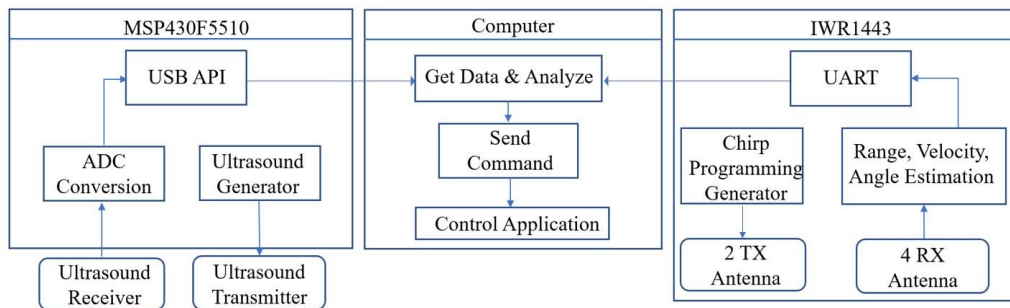 MSP430F5510
USB API
ADC
Conversion
Ultrasound
Generator
Ultrasound
Receiver
Ultrasound
Transmitter
Computer
Get Data & Analyze
Send
Command
Control Application
IWR1443
UART
Chirp
Programming
Generator
Range, Velocity,
Angle Estimation
2 TX
Antenna
4 RX
Antenna